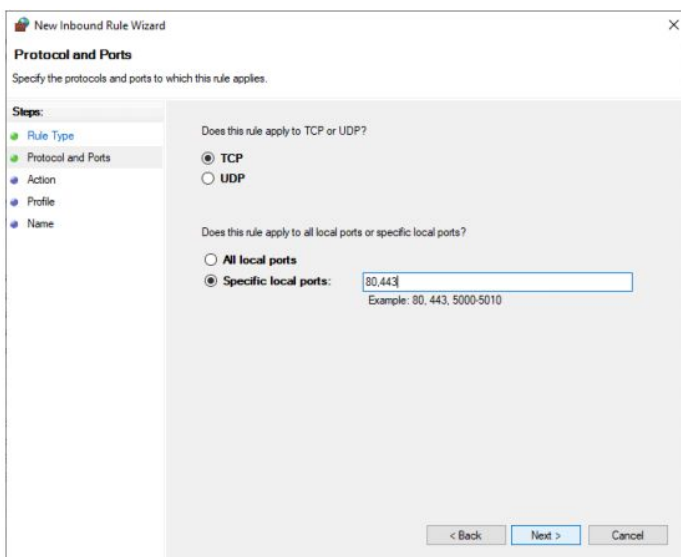 New Inbound Rule Wizard
Protocol and Ports
Specify the protocols and ports to which this rule applies.
Steps:
Rule Type
Protocol and Ports
Action
Profile
Name
Does this rule apply to TCP or UDP?
TCP
UDP
Does this rule apply to all local ports or specific local ports?
All local ports
Specific local ports: 80,443
Example: 80, 443, 5000-5010
< Back Next > Cancel